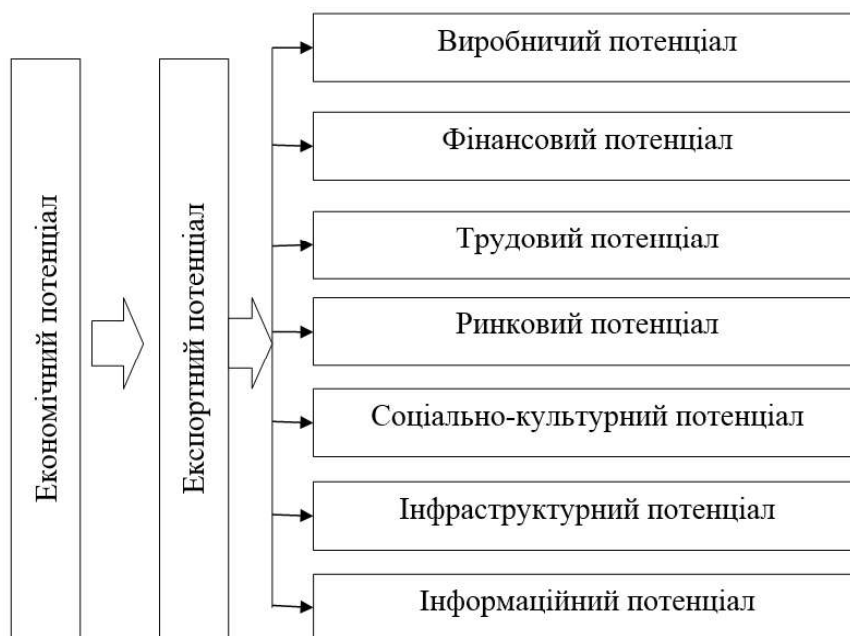 Економічний потенціал
Експортний потенціал
Виробничий потенціал
Фінансовий потенціал
Трудовий потенціал
Ринковий потенціал
Соціально-культурний потенціал
Інфраструктурний потенціал
Інформаційний потенціал